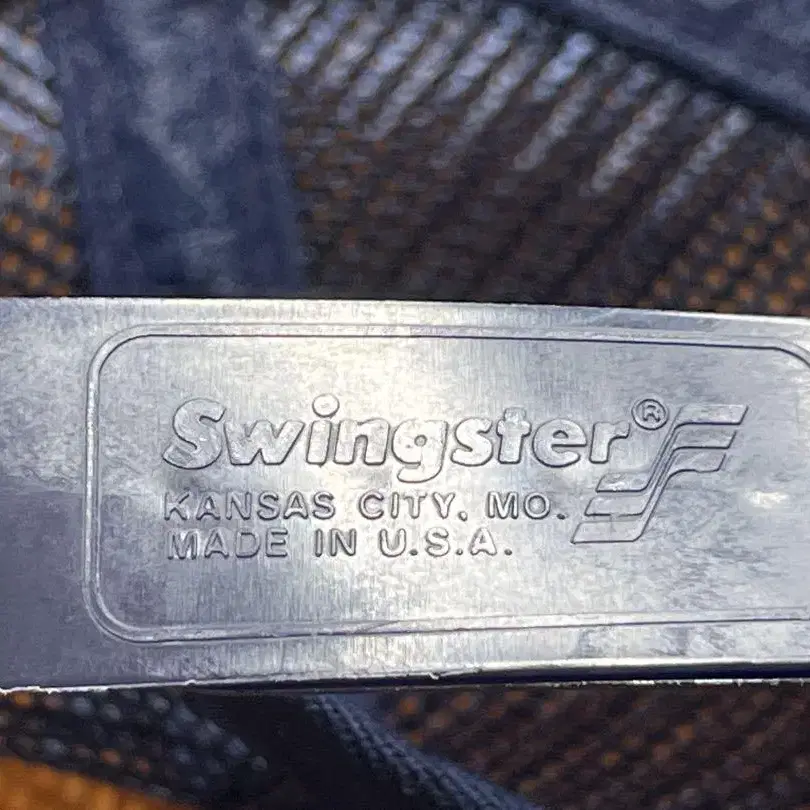 Swingster®
KANSAS CITY, MO.
MADE IN U.S.A.